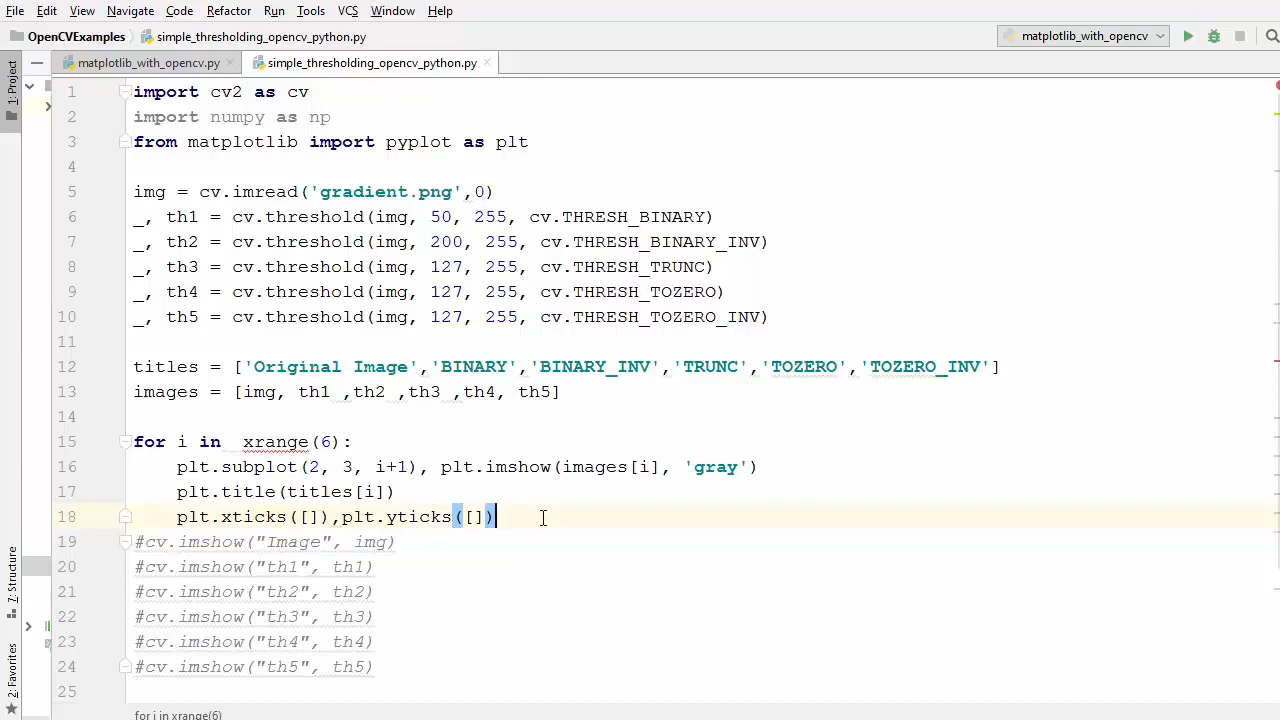 File Edit View Navigate Code Refactor Run Tools VCS Window Help
OpenCVExamples simple_thresholding_opencv_python.py matplotlib_with_opencv
matplotlib_with_opencv.py simple_thresholding_opencv_python.py
1: Project
7: Structure
2: Favorites
1 import cv2 as cv
2 import numpy as np
3 from matplotlib import pyplot as plt
4
5 img = cv.imread('gradient.png',0)
6 _, th1 = cv.threshold(img, 50, 255, cv.THRESH_BINARY)
7 _, th2 = cv.threshold(img, 200, 255, cv.THRESH_BINARY_INV)
8 _, th3 = cv.threshold(img, 127, 255, cv.THRESH_TRUNC)
9 _, th4 = cv.threshold(img, 127, 255, cv.THRESH_TOZERO)
10 _, th5 = cv.threshold(img, 127, 255, cv.THRESH_TOZERO_INV)
11
12 titles = ['Original Image','BINARY','BINARY_INV','TRUNC','TOZERO','TOZERO_INV']
13 images = [img, th1 ,th2 ,th3 ,th4, th5]
14
15 for i in  xrange(6):
16     plt.subplot(2, 3, i+1), plt.imshow(images[i], 'gray')
17     plt.title(titles[i])
18     plt.xticks([]),plt.yticks([])
19 #cv.imshow("Image", img)
20 #cv.imshow("th1", th1)
21 #cv.imshow("th2", th2)
22 #cv.imshow("th3", th3)
23 #cv.imshow("th4", th4)
24 #cv.imshow("th5", th5)
25
for i in xrange(6)